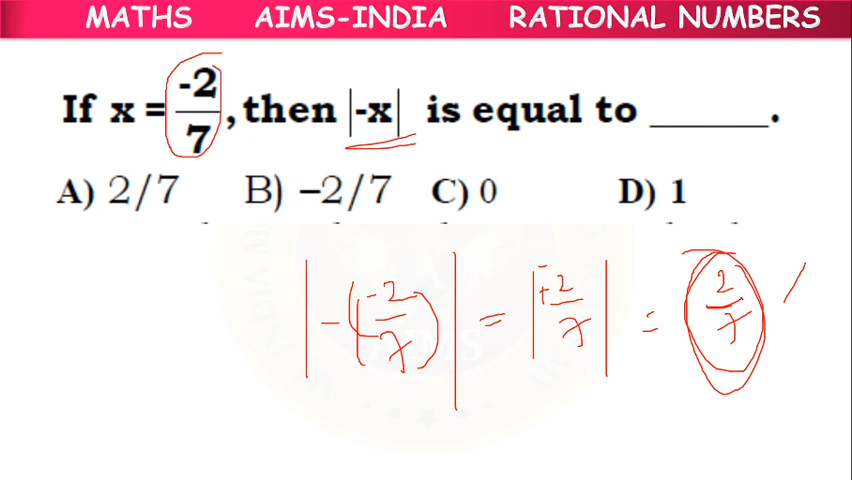 MATHS AIMS-INDIA RATIONAL NUMBERS
If x = -2/7, then |-x| is equal to ______.
A) 2/7 B) –2/7 C) 0 D) 1
|-(-2/7)| = |+2/7| = 2/7
AIMS